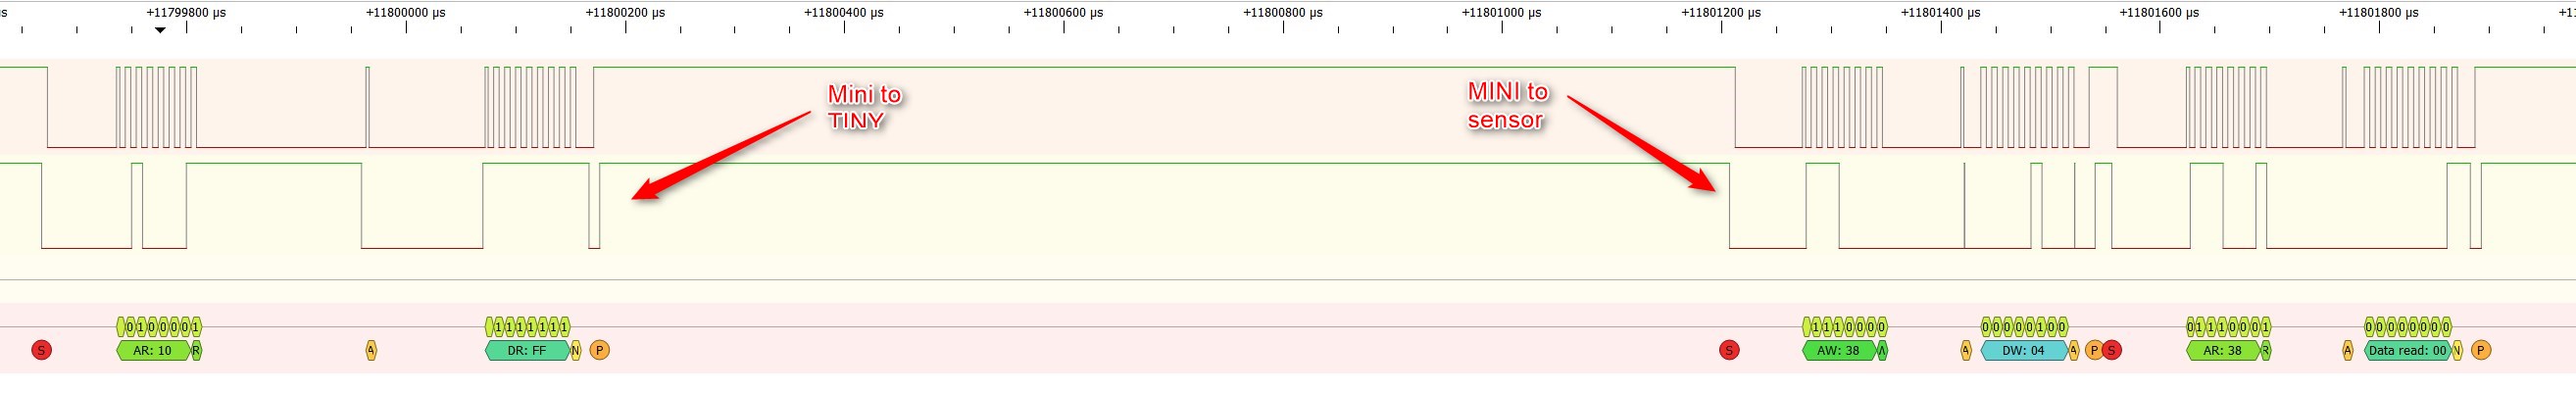 µs +11799800 µs +11800000 µs +11800200 µs +11800400 µs +11800600 µs +11800800 µs +11801000 µs +11801200 µs +11801400 µs +11801600 µs +11801800 µs +11
Mini to
TINY
MINI to
sensor
0 1 0 0 0 0 0 1 1 1 1 1 1 1 1 1 1 1 0 0 0 0 0 0 0 0 0 0 1 0 0 0 1 1 1 0 0 0 1 0 0 0 0 0 0 0 0
S AR: 10 R A DR: FF N P S AW: 38 A DW: 04 A P S AR: 38 R A Data read: 00 N P